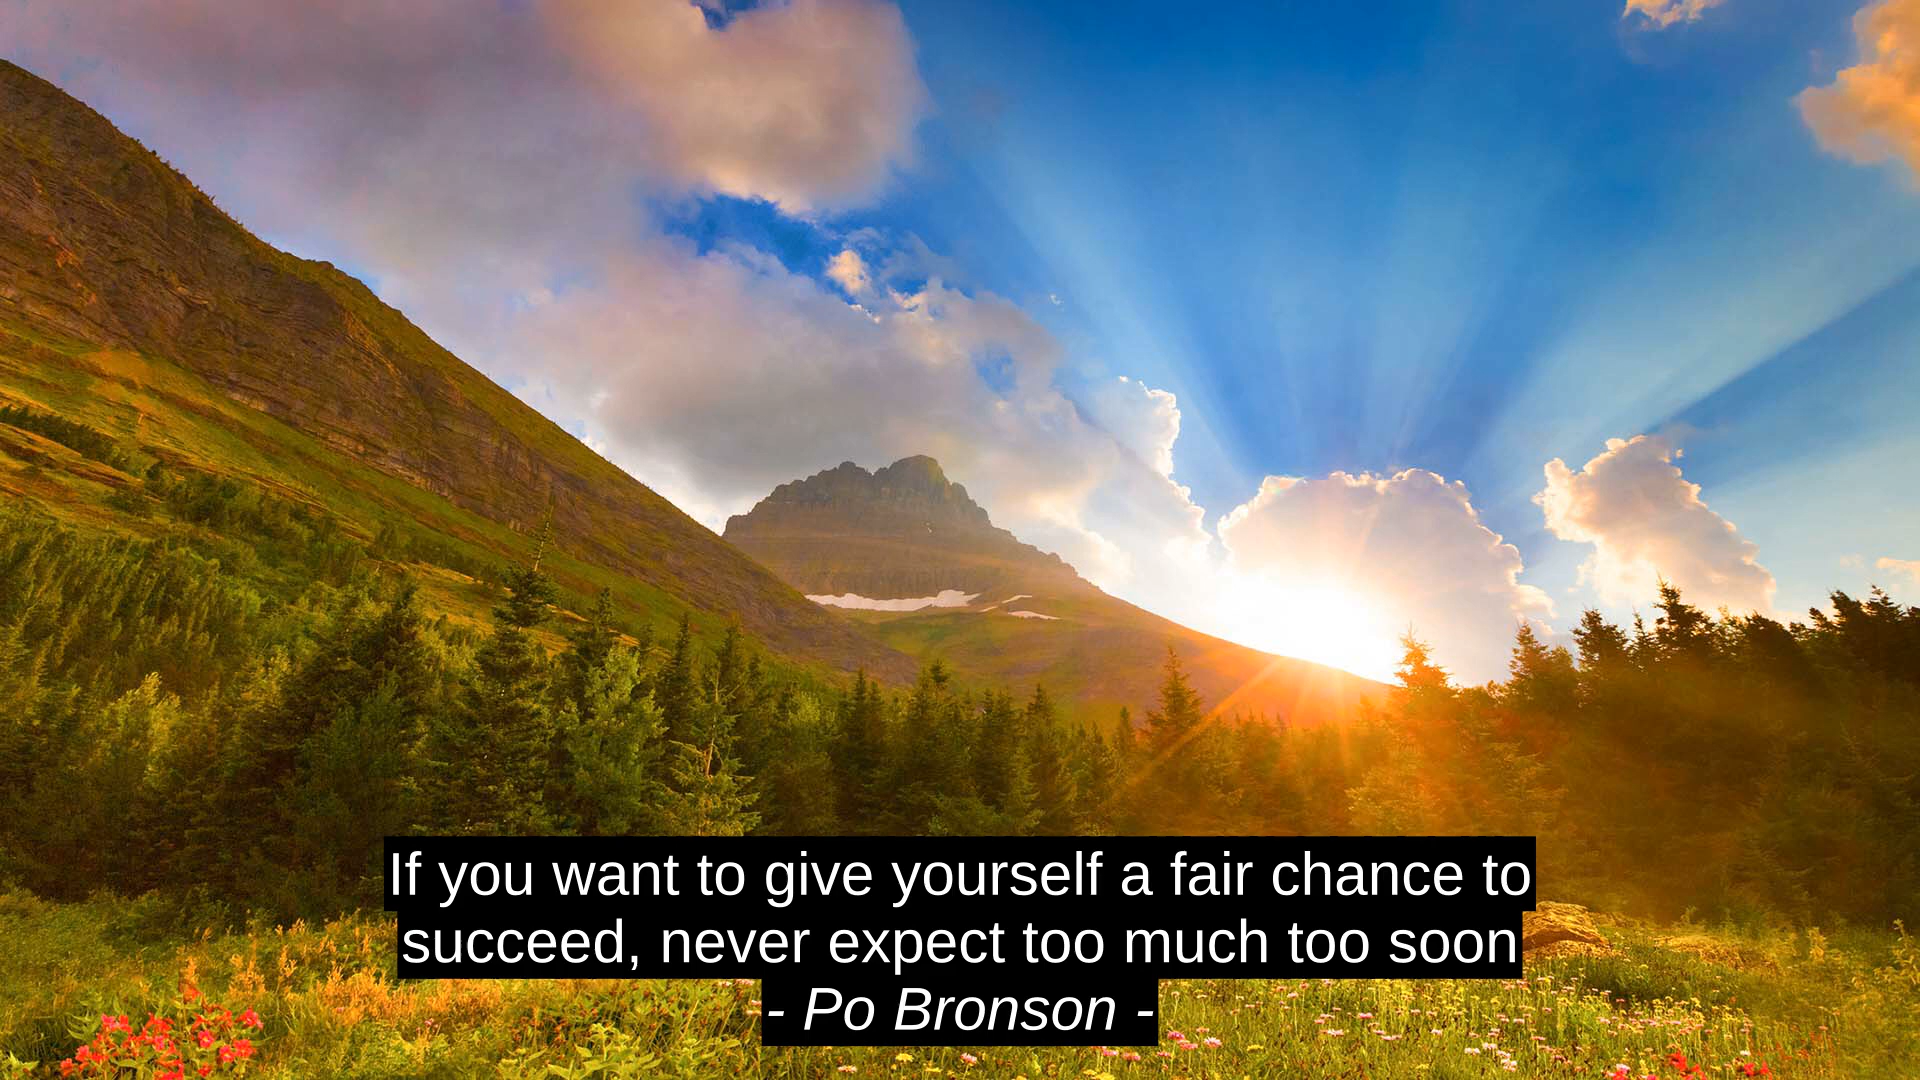 If you want to give yourself a fair chance to
succeed, never expect too much too soon
- Po Bronson -